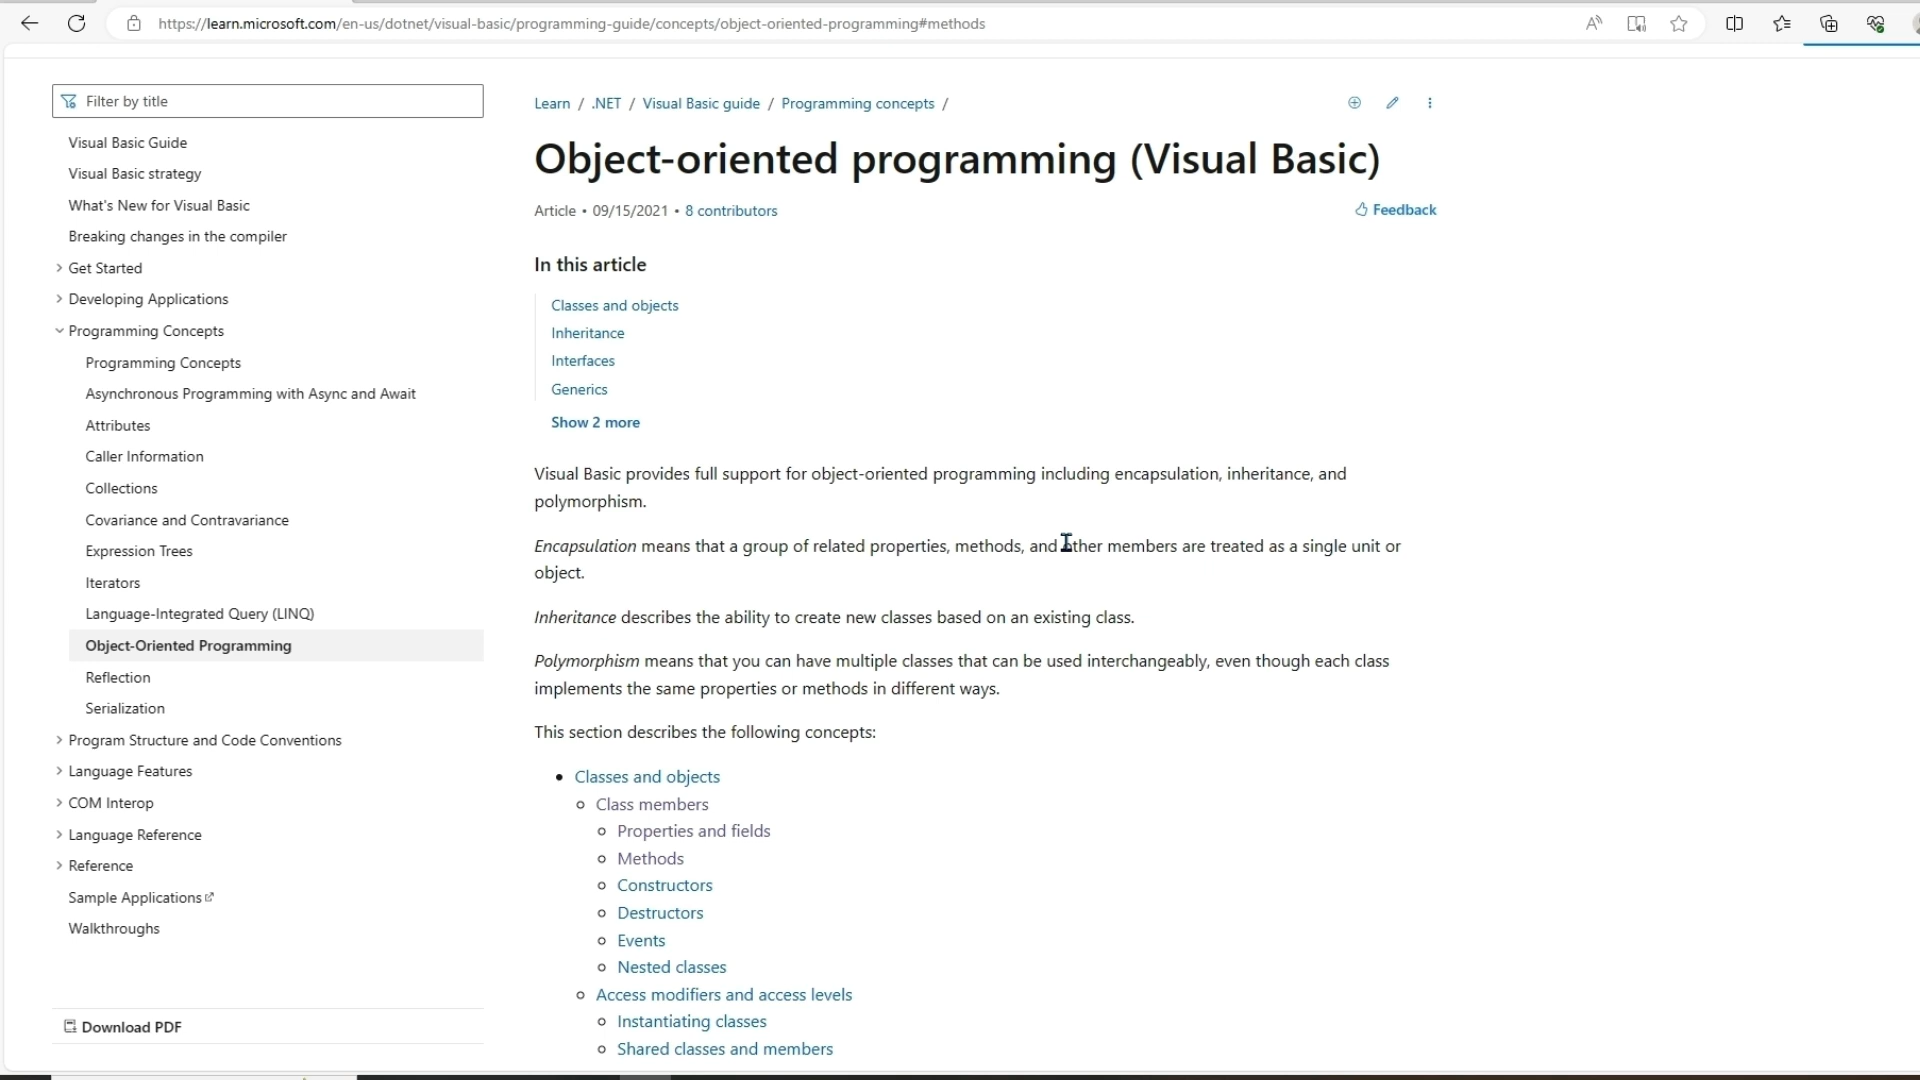 https://learn.microsoft.com/en-us/dotnet/visual-basic/programming-guide/concepts/object-oriented-programming#methods
Filter by title
Visual Basic Guide
Visual Basic strategy
What's New for Visual Basic
Breaking changes in the compiler
Get Started
Developing Applications
Programming Concepts
Programming Concepts
Asynchronous Programming with Async and Await
Attributes
Caller Information
Collections
Covariance and Contravariance
Expression Trees
Iterators
Language-Integrated Query (LINQ)
Object-Oriented Programming
Reflection
Serialization
Program Structure and Code Conventions
Language Features
COM Interop
Language Reference
Reference
Sample Applications
Walkthroughs
Download PDF
Learn / .NET / Visual Basic guide / Programming concepts /
Object-oriented programming (Visual Basic)
Article • 09/15/2021 • 8 contributors
Feedback
In this article
Classes and objects
Inheritance
Interfaces
Generics
Show 2 more
Visual Basic provides full support for object-oriented programming including encapsulation, inheritance, and
polymorphism.
Encapsulation means that a group of related properties, methods, and other members are treated as a single unit or
object.
Inheritance describes the ability to create new classes based on an existing class.
Polymorphism means that you can have multiple classes that can be used interchangeably, even though each class
implements the same properties or methods in different ways.
This section describes the following concepts:
• Classes and objects
Class members
Properties and fields
Methods
Constructors
Destructors
Events
Nested classes
Access modifiers and access levels
Instantiating classes
Shared classes and members